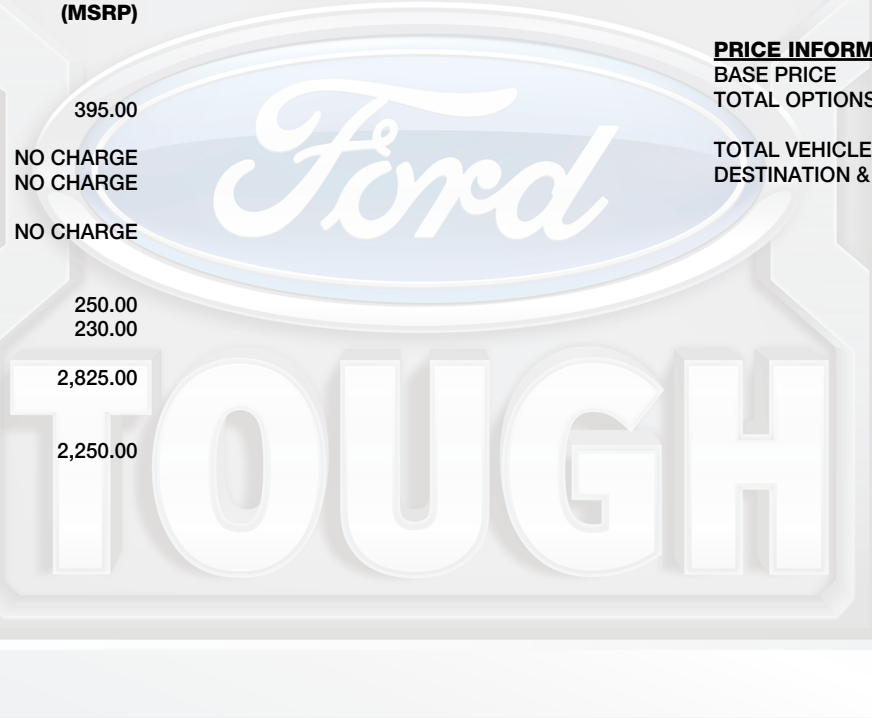 (MSRP)
395.00
NO CHARGE
NO CHARGE
NO CHARGE
250.00
230.00
2,825.00
2,250.00
PRICE INFORM
BASE PRICE
TOTAL OPTIONS
TOTAL VEHICLE
DESTINATION &
Ford
TOUGH